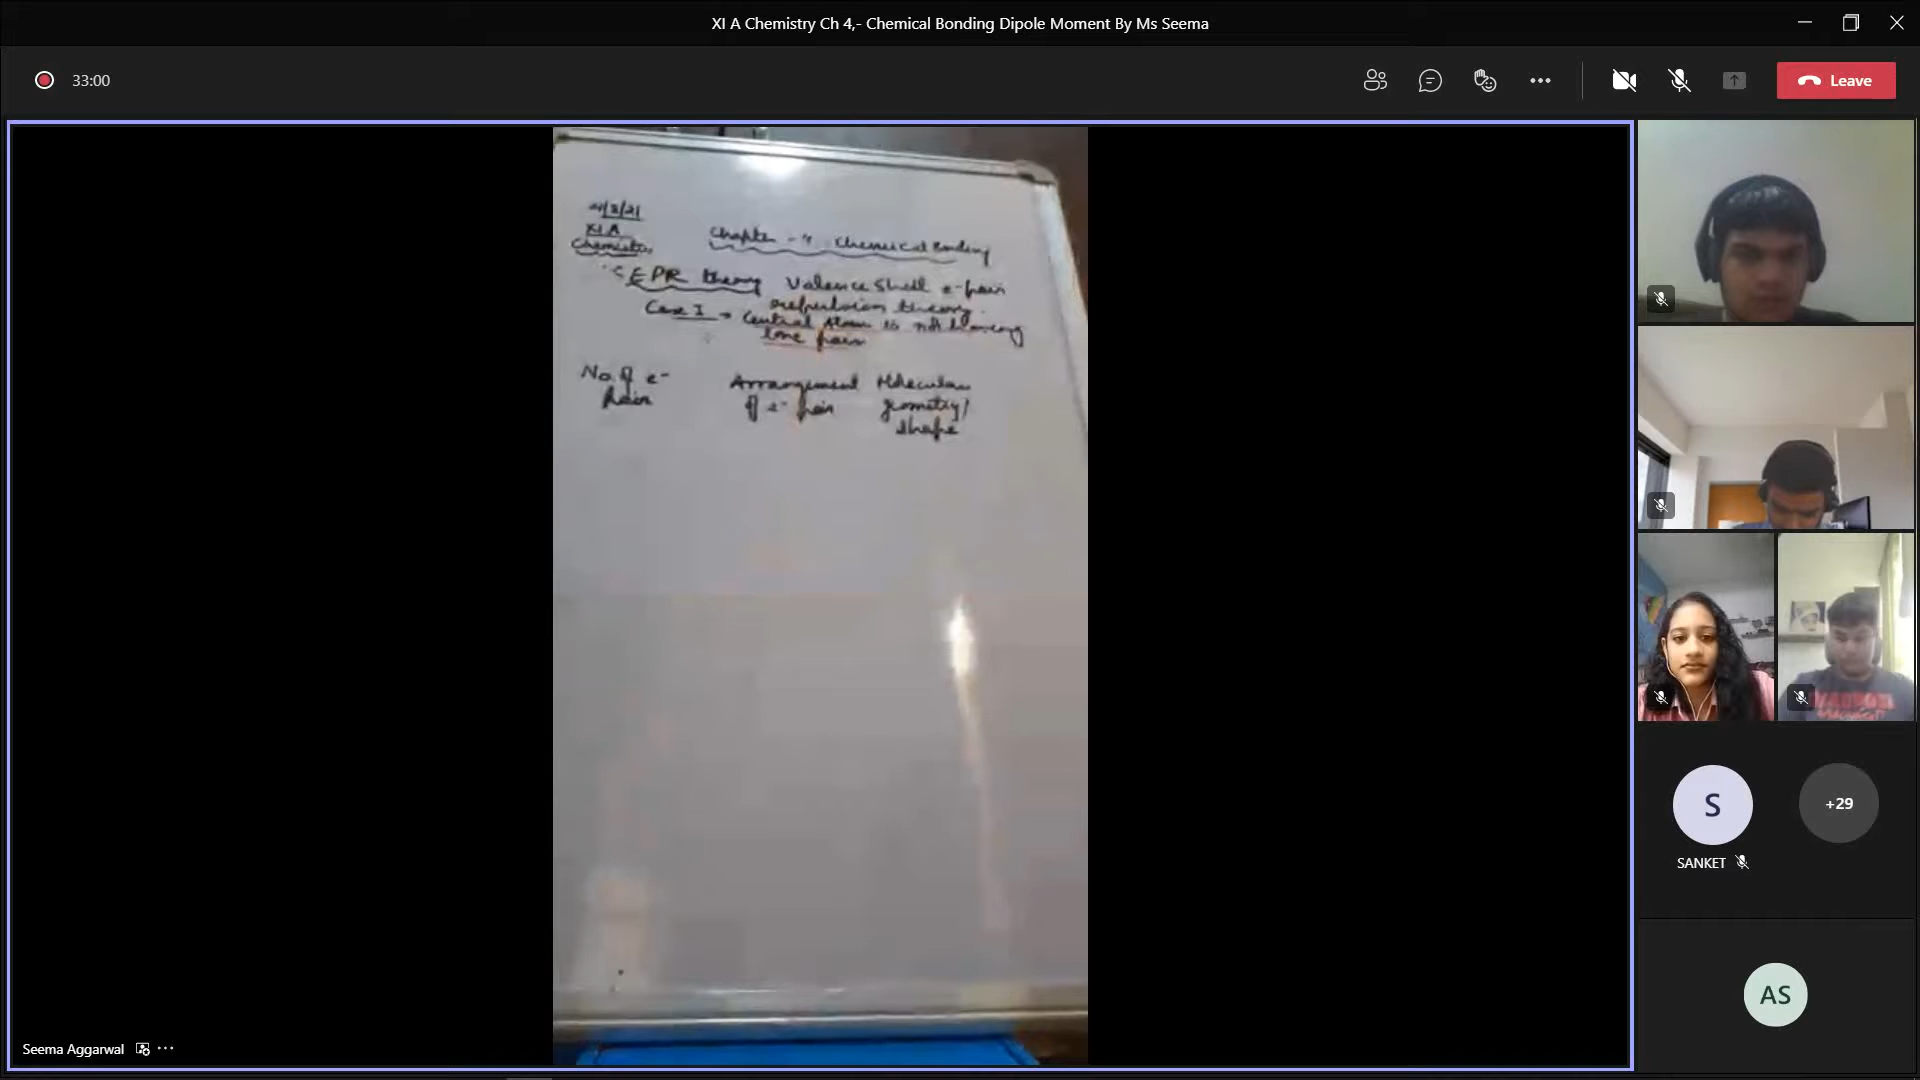 XI A Chemistry Ch 4,- Chemical Bonding Dipole Moment By Ms Seema
33:00
Leave
XI A
Chemistry
Chapter - 4 Chemical Bonding
SEPR theory Valence Shell e- pair
repulsion theory.
Case I → Central atom is not having
lone pair
No. of e-
pair
Arrangement
of e- pair
Molecular
geometry/
shape
S
+29
SANKET
AS
Seema Aggarwal